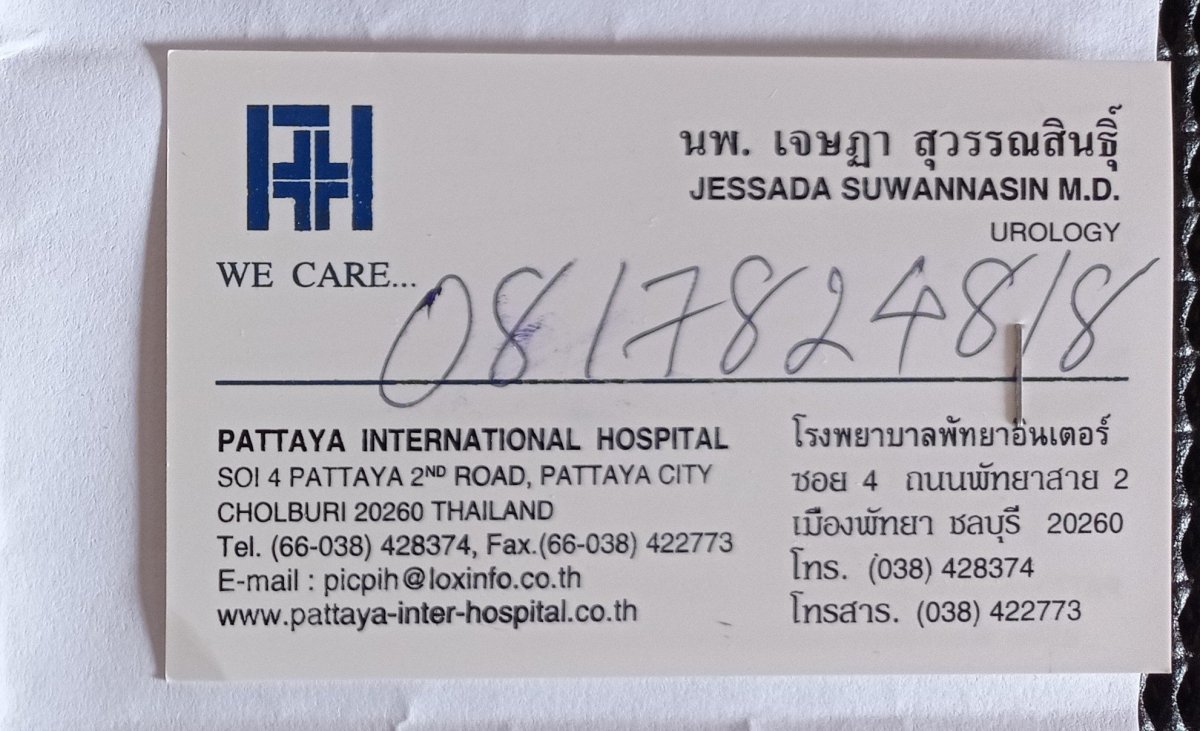 นพ. เจษฎา สุวรรณสินธุ์
JESSADA SUWANNASIN M.D.
UROLOGY
WE CARE...
0817824818
PATTAYA INTERNATIONAL HOSPITAL
SOI 4 PATTAYA 2ND ROAD, PATTAYA CITY
CHOLBURI 20260 THAILAND
Tel. (66-038) 428374, Fax.(66-038) 422773
E-mail : picpih@loxinfo.co.th
www.pattaya-inter-hospital.co.th
โรงพยาบาลพัทยาอินเตอร์
ซอย 4 ถนนพัทยาสาย 2
เมืองพัทยา ชลบุรี 20260
โทร. (038) 428374
โทรสาร. (038) 422773